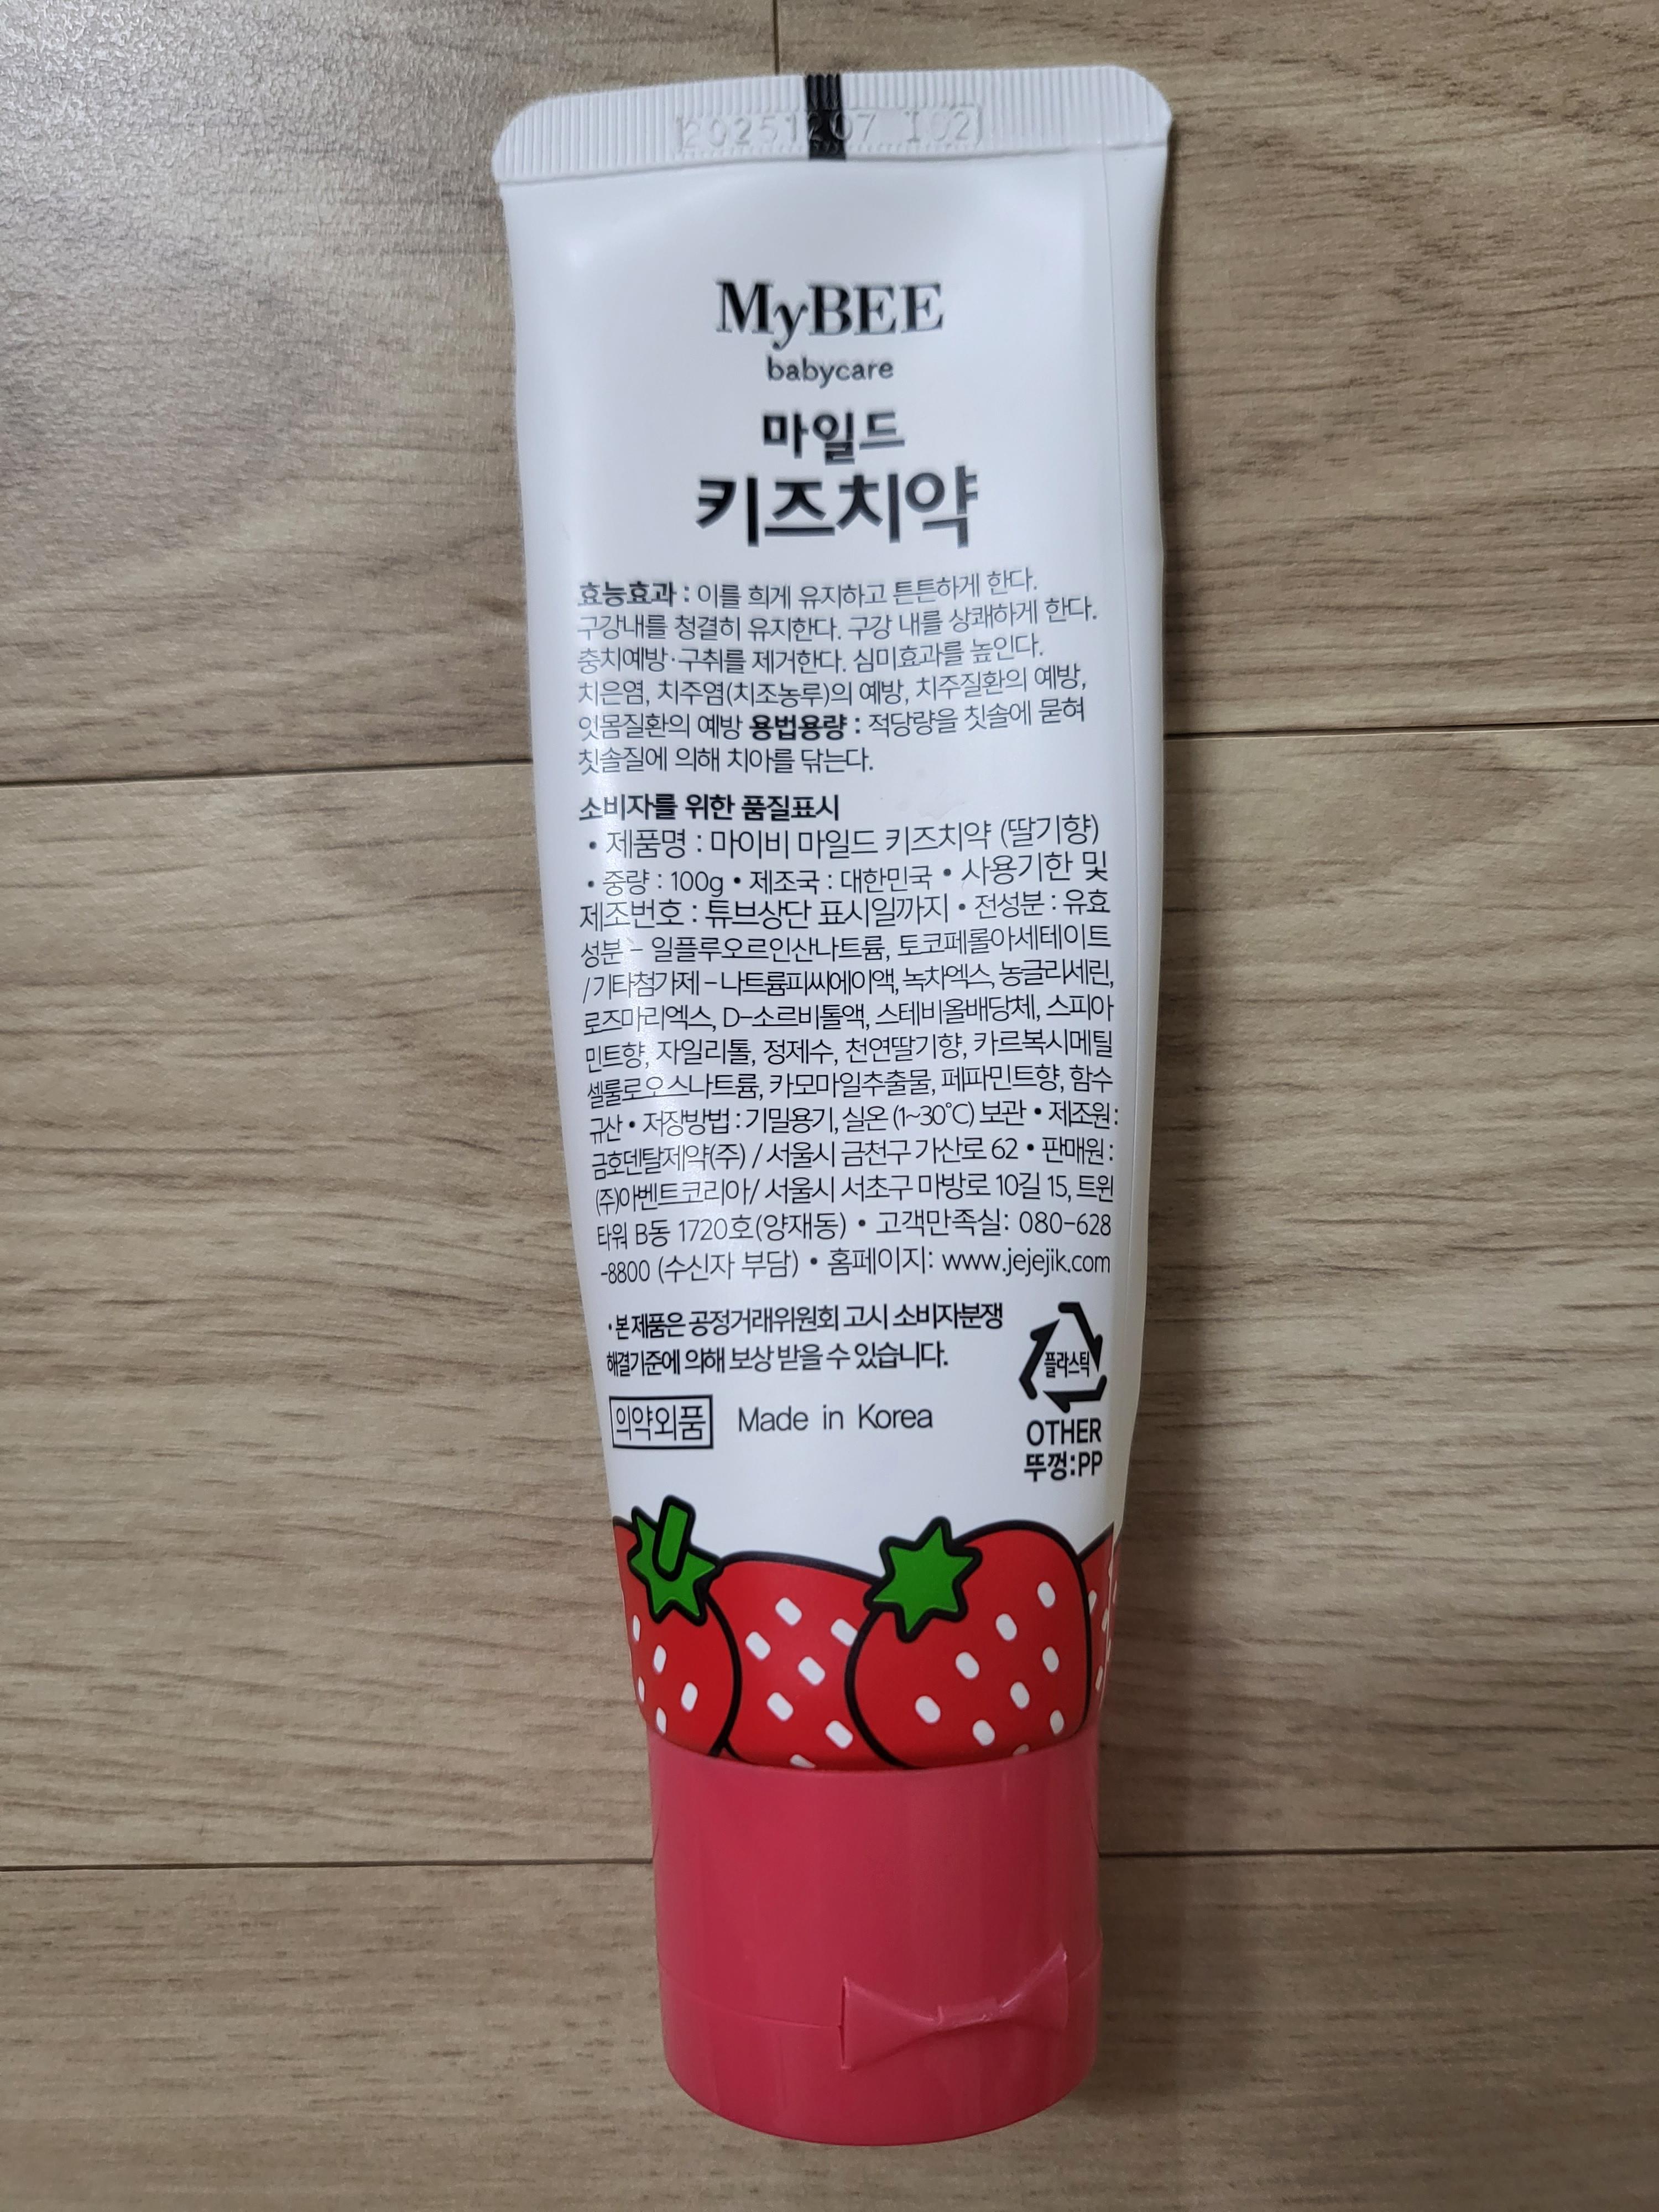 20251207 I02
MyBEE
babycare
마일드
키즈치약
효능효과 : 이를 희게 유지하고 튼튼하게 한다.
구강내를 청결히 유지한다. 구강 내를 상쾌하게 한다.
충치예방·구취를 제거한다. 심미효과를 높인다.
치은염, 치주염(치조농루)의 예방, 치주질환의 예방,
잇몸질환의 예방 용법용량 : 적당량을 칫솔에 묻혀
칫솔질에 의해 치아를 닦는다.
소비자를 위한 품질표시
• 제품명 : 마이비 마일드 키즈치약 (딸기향)
• 중량 : 100g • 제조국 : 대한민국 • 사용기한 및
제조번호 : 튜브상단 표시일까지 • 전성분 : 유효
성분 - 일플루오르인산나트륨, 토코페롤아세테이트
/ 기타첨가제 - 나트륨피씨에이액, 녹차엑스, 농글리세린,
로즈마리엑스, D-소르비톨액, 스테비올배당체, 스피아
민트향, 자일리톨, 정제수, 천연딸기향, 카르복시메틸
셀룰로오스나트륨, 카모마일추출물, 페파민트향, 함수
규산 • 저장방법 : 기밀용기, 실온 (1~30°C) 보관 • 제조원 :
금호덴탈제약(주) / 서울시 금천구 가산로 62 • 판매원 :
(주)아벤트코리아/ 서울시 서초구 마방로 10길 15, 트윈
타워 B동 1720호(양재동) • 고객만족실: 080-628
-8800 (수신자 부담) • 홈페이지: www.jejejik.com
·본 제품은 공정거래위원회 고시 소비자분쟁
해결기준에 의해 보상 받을 수 있습니다.
플라스틱
의약외품 Made in Korea
OTHER
뚜껑:PP